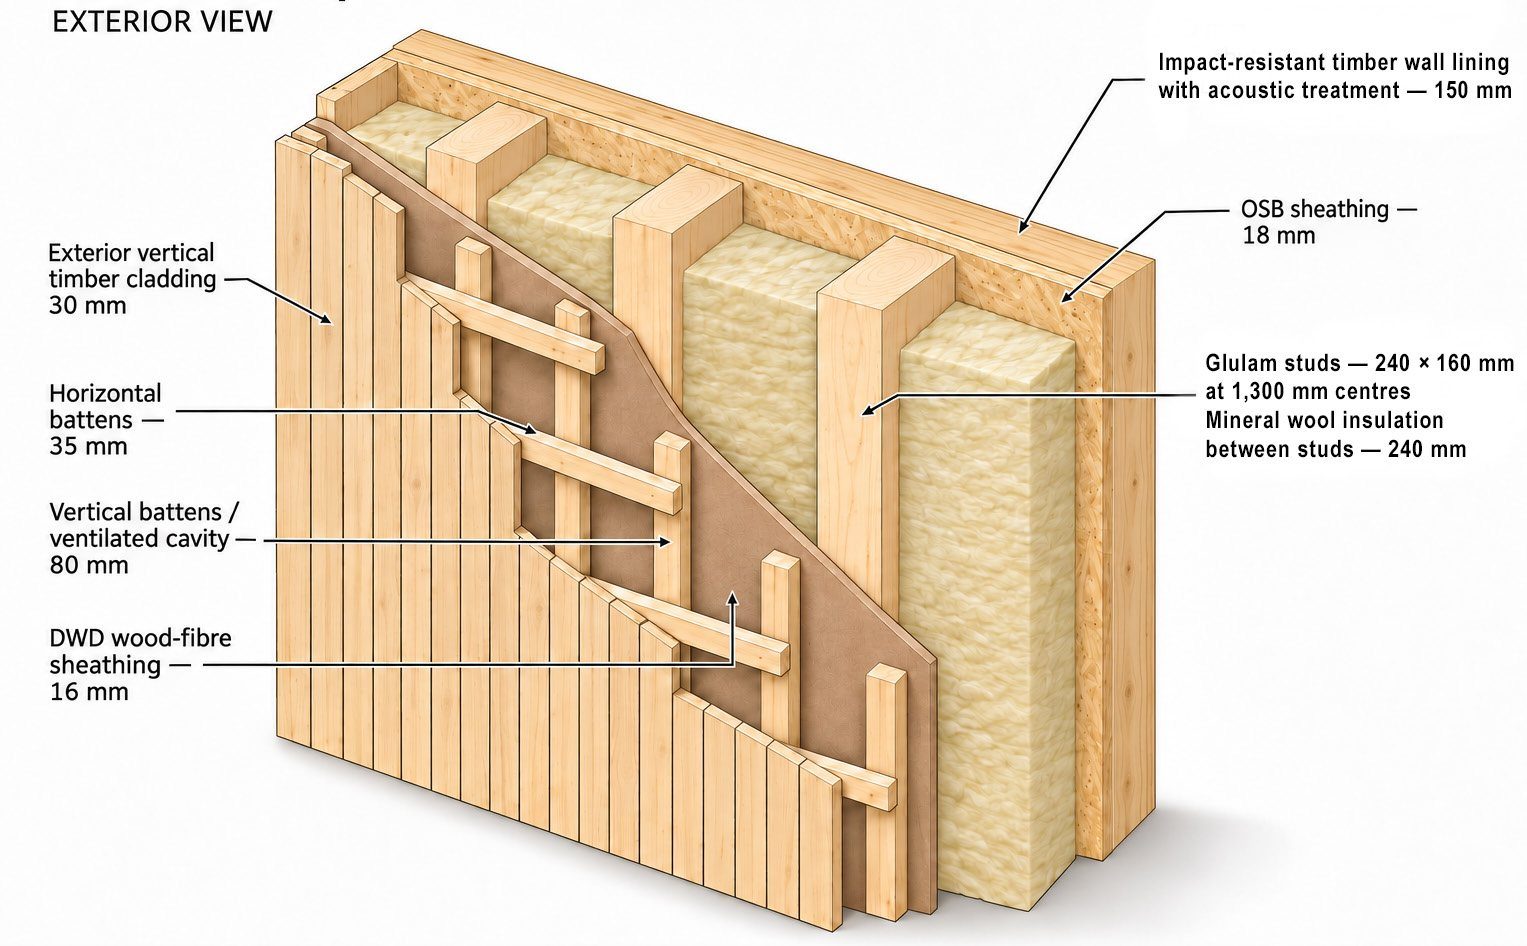 EXTERIOR VIEW
Impact-resistant timber wall lining
with acoustic treatment — 150 mm
OSB sheathing —
18 mm
Exterior vertical
timber cladding
30 mm
Glulam studs — 240 × 160 mm
at 1,300 mm centres
Mineral wool insulation
between studs — 240 mm
Horizontal
battens —
35 mm
Vertical battens /
ventilated cavity —
80 mm
DWD wood-fibre
sheathing —
16 mm